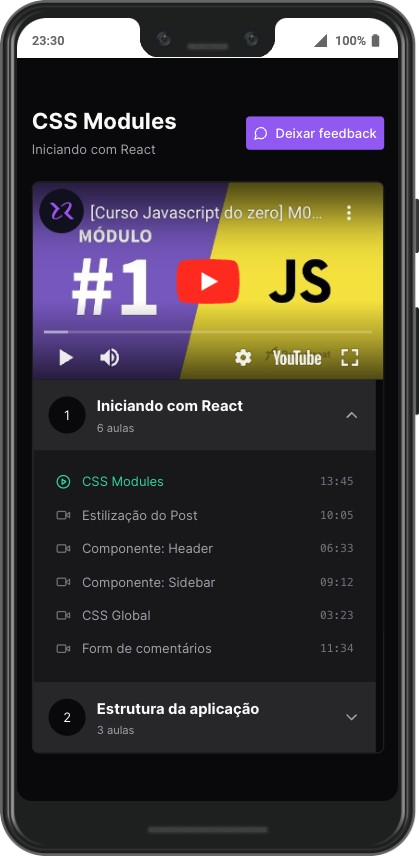 23:30
100%
CSS Modules
Iniciando com React
Deixar feedback
[Curso Javascript do zero] M0...
MÓDULO
#1
JS
YouTube
1
Iniciando com React
6 aulas
CSS Modules 13:45
Estilização do Post 10:05
Componente: Header 06:33
Componente: Sidebar 09:12
CSS Global 03:23
Form de comentários 11:34
2
Estrutura da aplicação
3 aulas